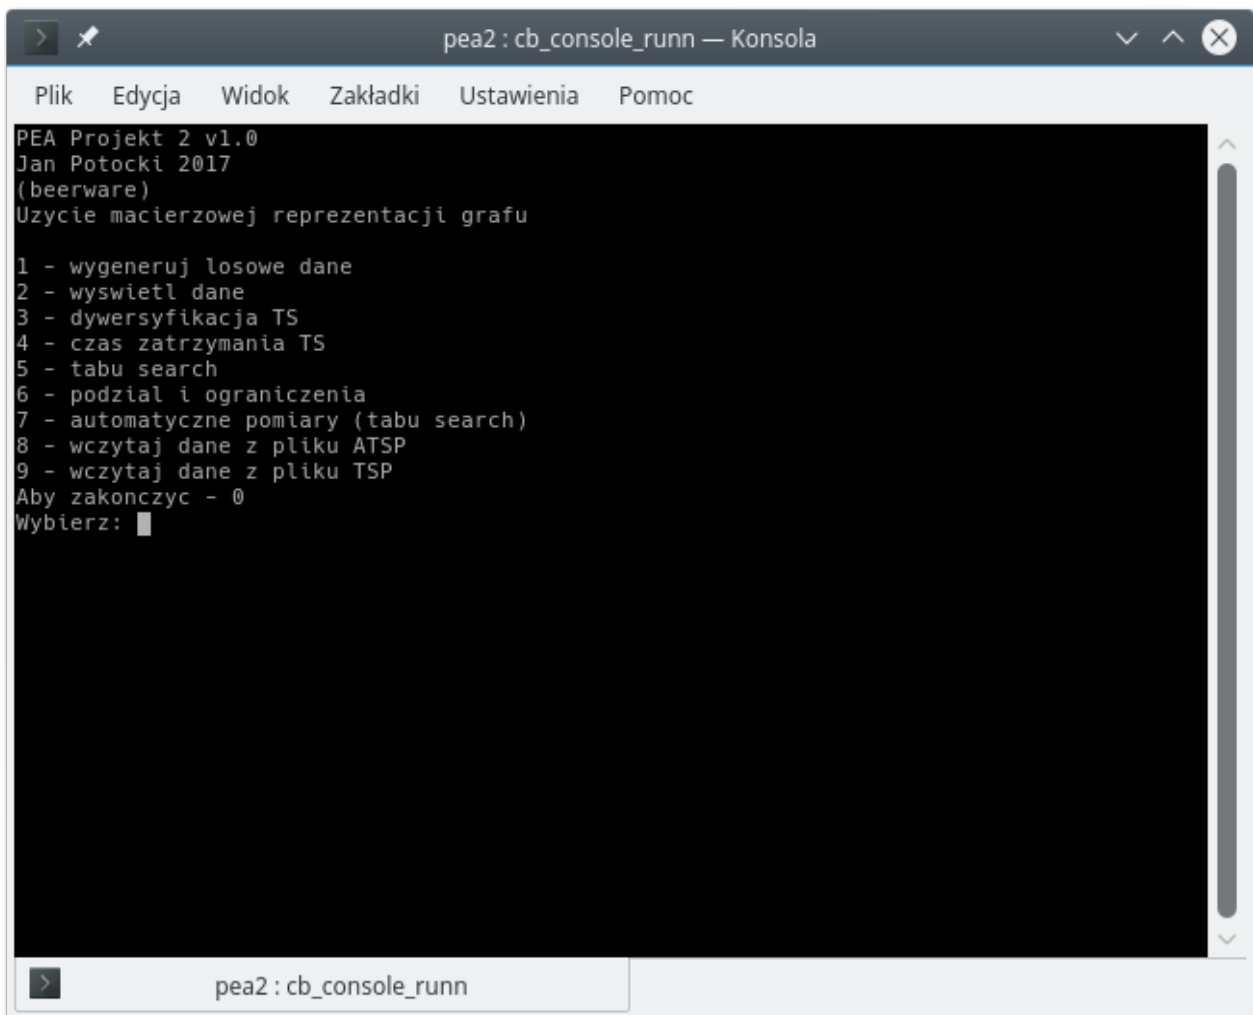 pea2 : cb_console_runn — Konsola
Plik Edycja Widok Zakładki Ustawienia Pomoc
PEA Projekt 2 v1.0
Jan Potocki 2017
(beerware)
Uzycie macierzowej reprezentacji grafu
1 - wygeneruj losowe dane
2 - wyswietl dane
3 - dywersyfikacja TS
4 - czas zatrzymania TS
5 - tabu search
6 - podzial i ograniczenia
7 - automatyczne pomiary (tabu search)
8 - wczytaj dane z pliku ATSP
9 - wczytaj dane z pliku TSP
Aby zakonczyc - 0
Wybierz:
pea2 : cb_console_runn